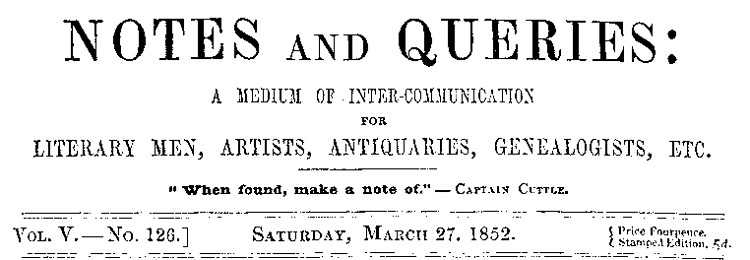 NOTES AND QUERIES:
A MEDIUM OF INTER-COMMUNICATION
FOR
LITERARY MEN, ARTISTS, ANTIQUARIES, GENEALOGISTS, ETC.
"When found, make a note of." — CAPTAIN CUTTLE.
VOL. V.—No. 126.] SATURDAY, MARCH 27. 1852. { Price Fourpence.
{ Stamped Edition, 5d.